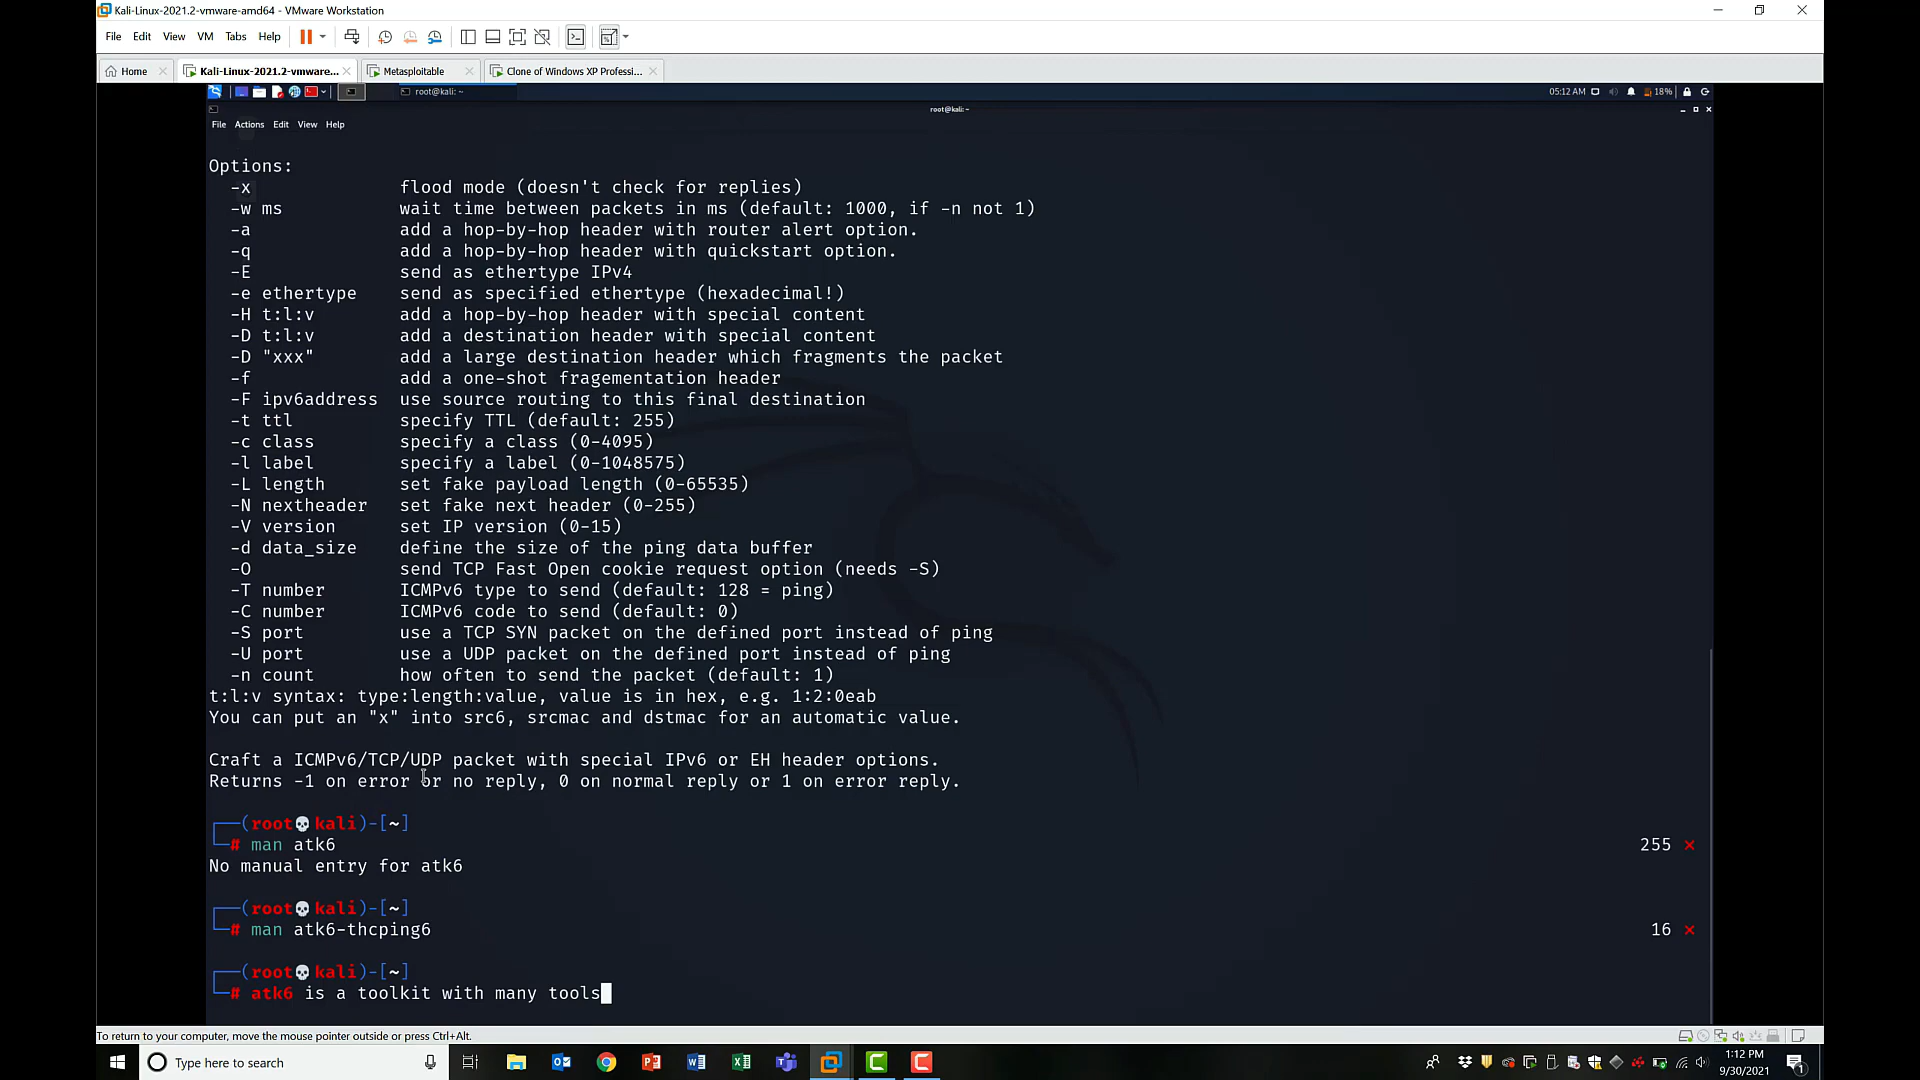 Kali-Linux-2021.2-vmware-amd64 - VMware Workstation
File Edit View VM Tabs Help
Home Kali-Linux-2021.2-vmware... Metasploitable Clone of Windows XP Professi...
root@kali: ~ 05:12 AM 18%
root@kali: ~
File Actions Edit View Help
Options:
-x flood mode (doesn't check for replies)
-w ms wait time between packets in ms (default: 1000, if -n not 1)
-a add a hop-by-hop header with router alert option.
-q add a hop-by-hop header with quickstart option.
-E send as ethertype IPv4
-e ethertype send as specified ethertype (hexadecimal!)
-H t:l:v add a hop-by-hop header with special content
-D t:l:v add a destination header with special content
-D "xxx" add a large destination header which fragments the packet
-f add a one-shot fragementation header
-F ipv6address use source routing to this final destination
-t ttl specify TTL (default: 255)
-c class specify a class (0-4095)
-l label specify a label (0-1048575)
-L length set fake payload length (0-65535)
-N nextheader set fake next header (0-255)
-V version set IP version (0-15)
-d data_size define the size of the ping data buffer
-O send TCP Fast Open cookie request option (needs -S)
-T number ICMPv6 type to send (default: 128 = ping)
-C number ICMPv6 code to send (default: 0)
-S port use a TCP SYN packet on the defined port instead of ping
-U port use a UDP packet on the defined port instead of ping
-n count how often to send the packet (default: 1)
t:l:v syntax: type:length:value, value is in hex, e.g. 1:2:0eab
You can put an "x" into src6, srcmac and dstmac for an automatic value.
Craft a ICMPv6/TCP/UDP packet with special IPv6 or EH header options.
Returns -1 on error or no reply, 0 on normal reply or 1 on error reply.
(root💀kali)-[~]
# man atk6 255 ×
No manual entry for atk6
(root💀kali)-[~]
# man atk6-thcping6 16 ×
(root💀kali)-[~]
# atk6 is a toolkit with many tools
To return to your computer, move the mouse pointer outside or press Ctrl+Alt.
Type here to search
1:12 PM
9/30/2021
1